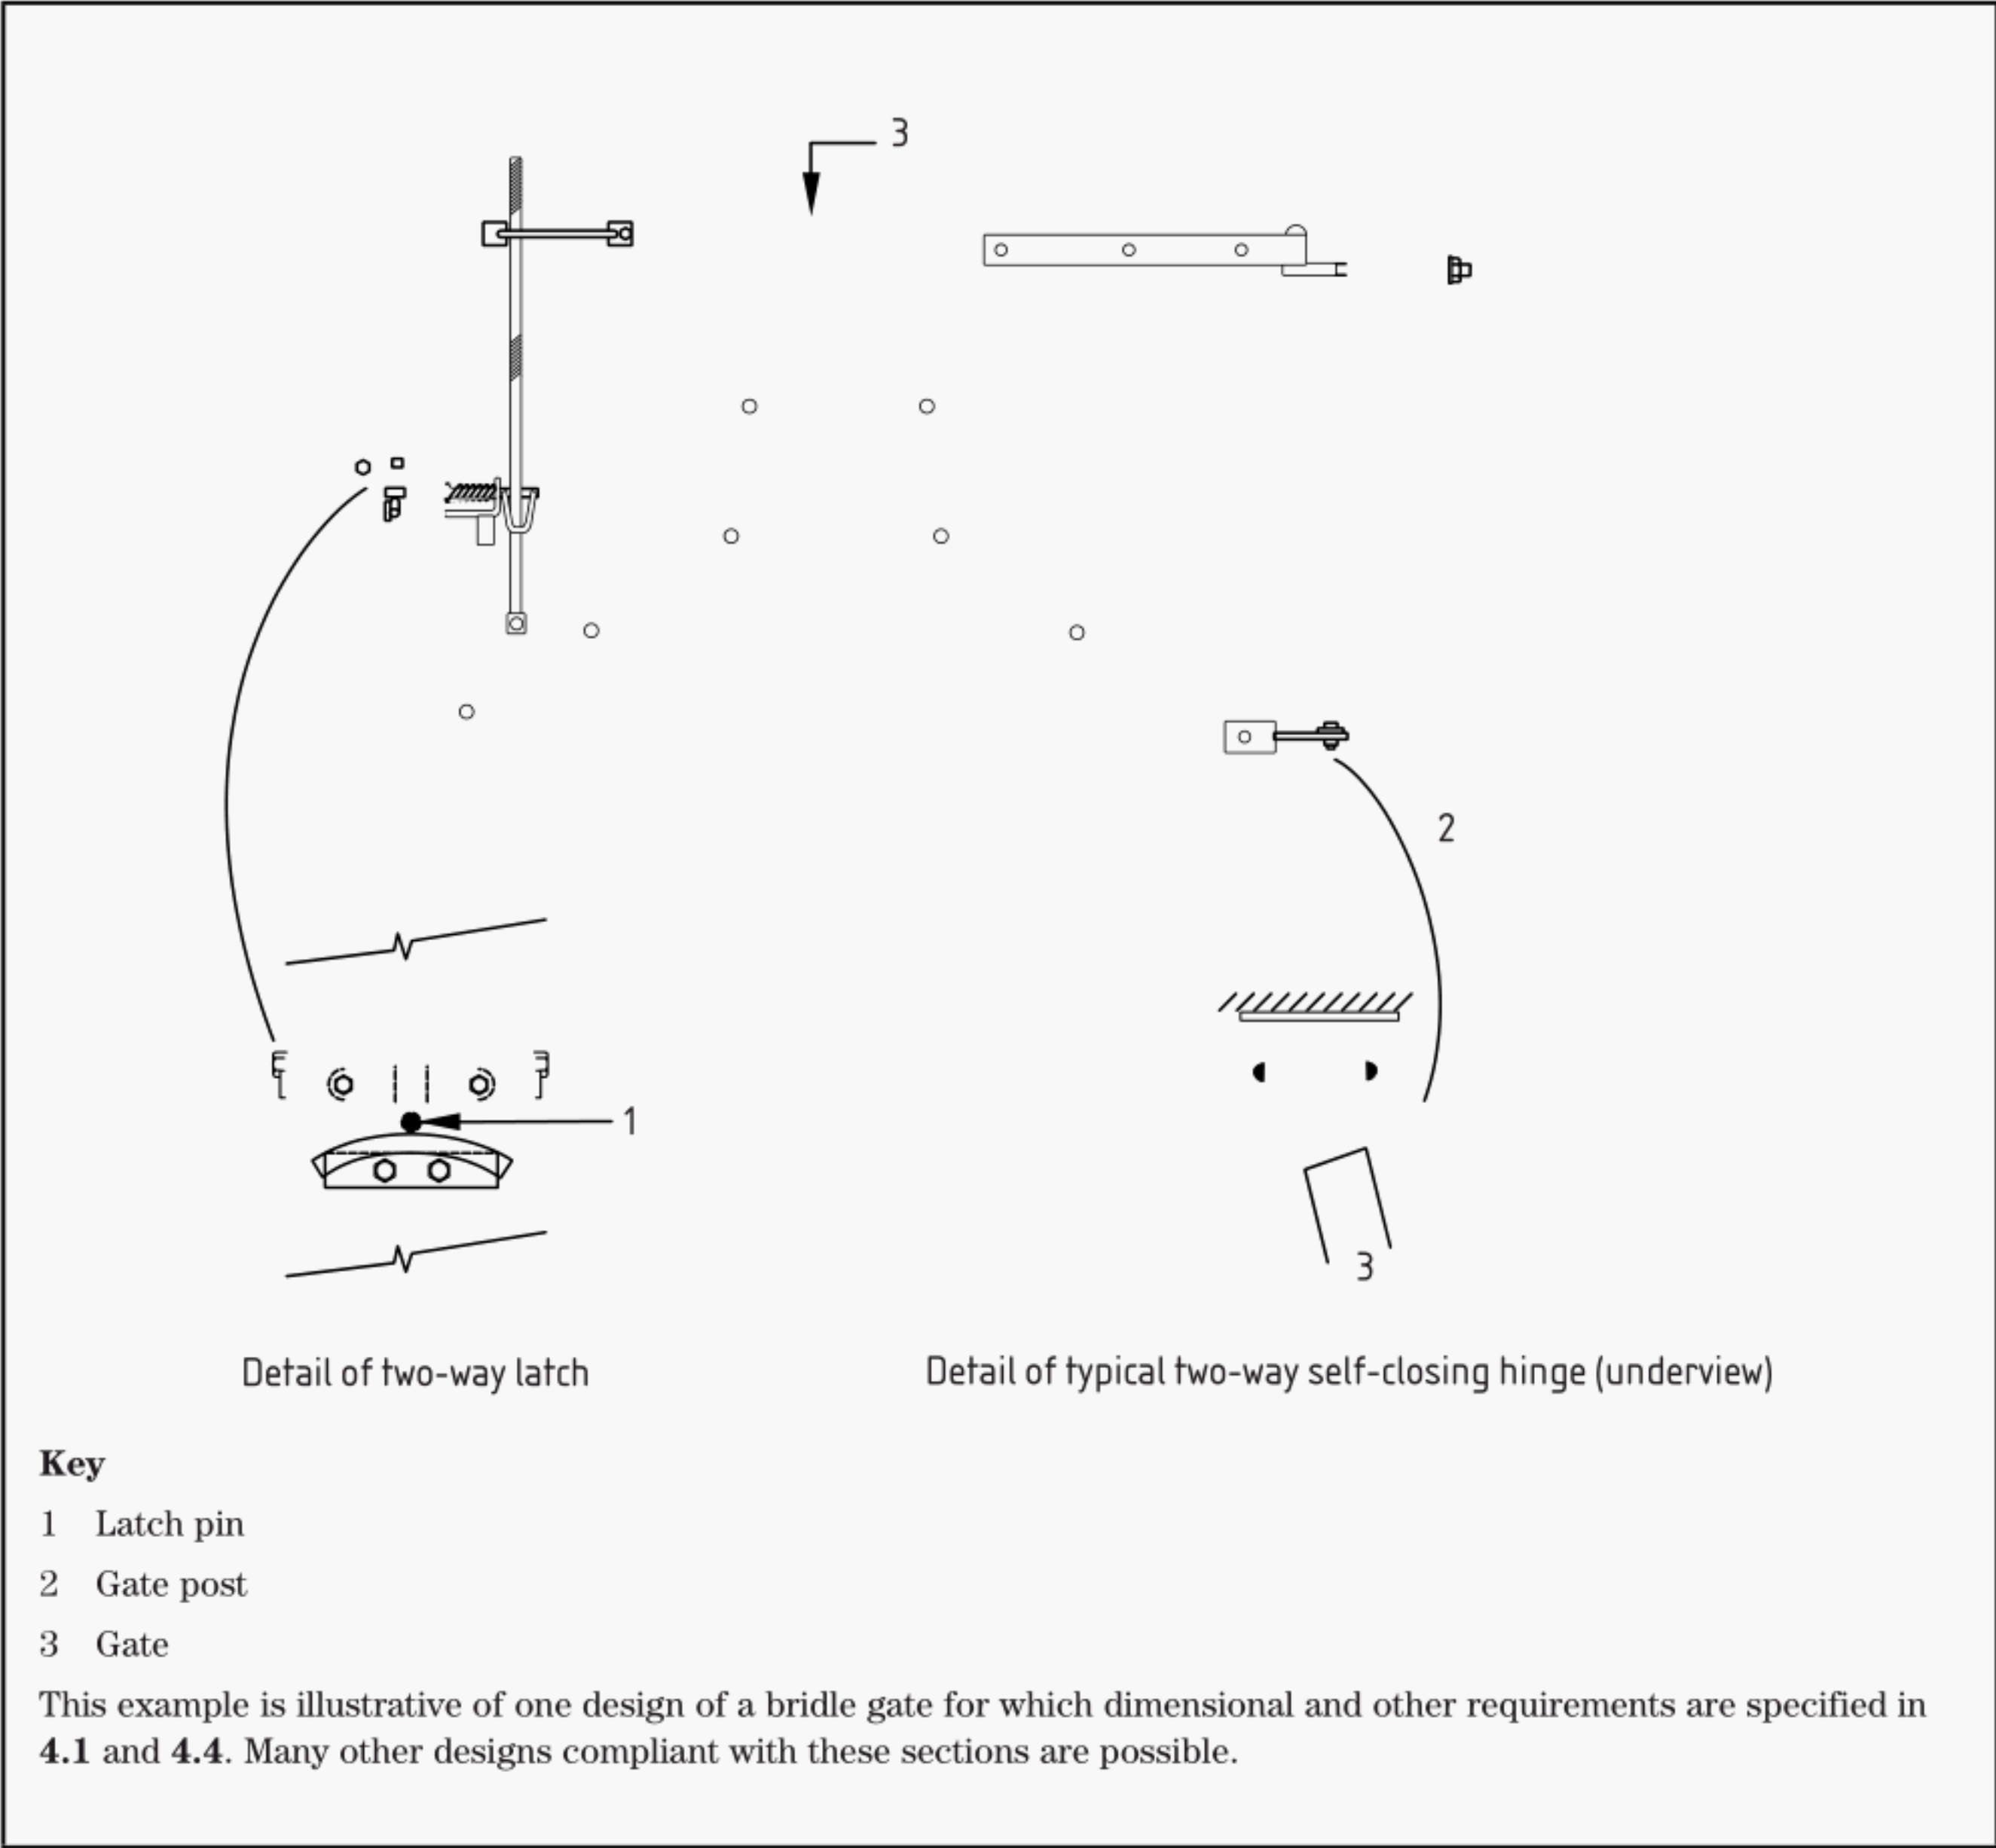 3
2
1
3
Detail of two-way latch
Detail of typical two-way self-closing hinge (underview)
Key
1 Latch pin
2 Gate post
3 Gate
This example is illustrative of one design of a bridle gate for which dimensional and other requirements are specified in
4.1 and 4.4. Many other designs compliant with these sections are possible.